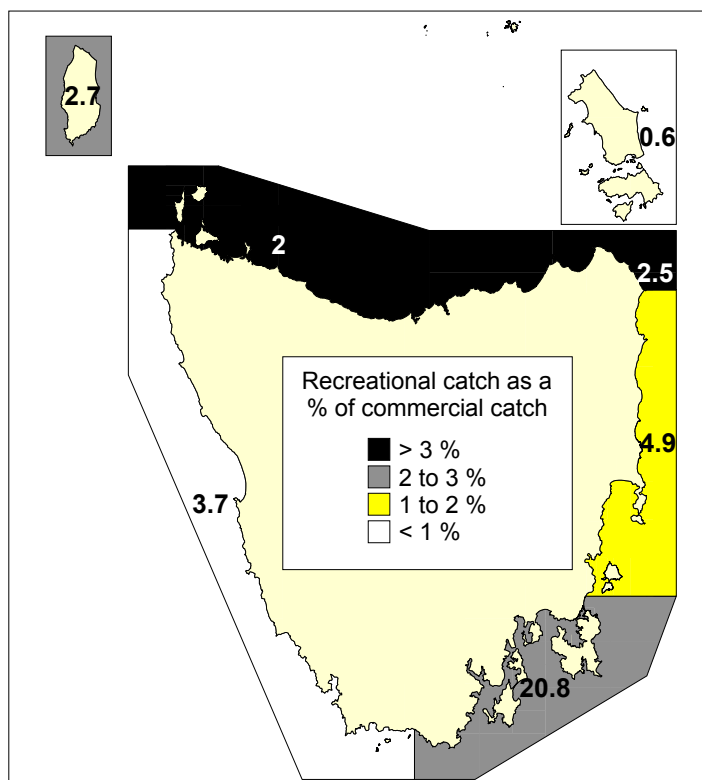 2.7
0.6
2
2.5
Recreational catch as a
% of commercial catch
> 3 %
2 to 3 %
1 to 2 %
< 1 %
4.9
3.7
20.8